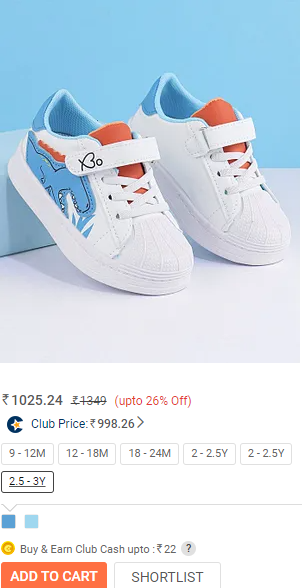 Bo
₹1025.24 ₹1349 (upto 26% Off)
Club Price: ₹998.26
9 - 12M 12 - 18M 18 - 24M 2 - 2.5Y 2 - 2.5Y
2.5 - 3Y
Buy & Earn Club Cash upto : ₹22 ?
ADD TO CART SHORTLIST